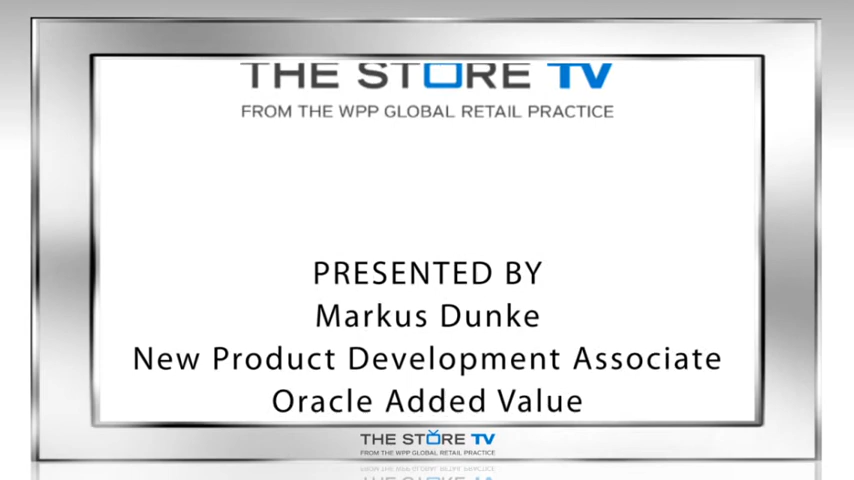 THE STORE TV
FROM THE WPP GLOBAL RETAIL PRACTICE
PRESENTED BY
Markus Dunke
New Product Development Associate
Oracle Added Value
THE STORE TV
FROM THE WPP GLOBAL RETAIL PRACTICE